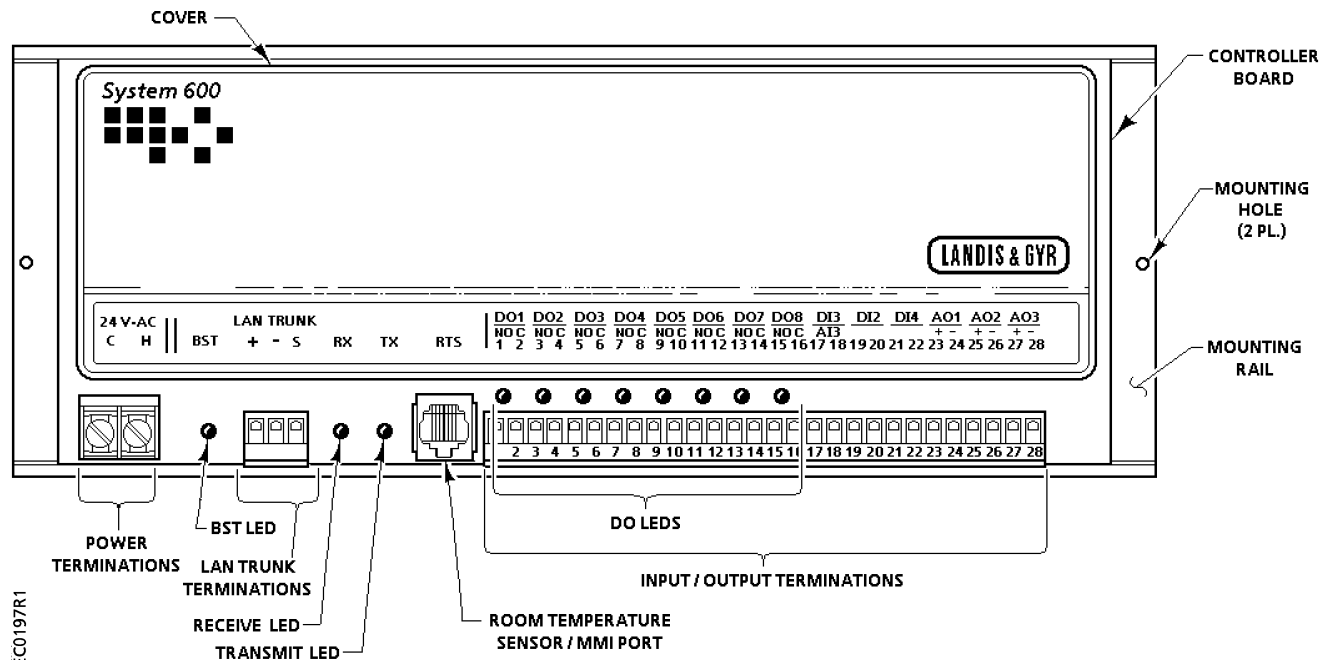 COVER
CONTROLLER
BOARD
System 600
MOUNTING
HOLE
(2 PL.)
LANDIS & GYR
MOUNTING
RAIL
24 V-AC
C H
BST
LAN TRUNK
+ - S
RX TX RTS
DO1 DO2 DO3 DO4 DO5 DO6 DO7 DO8 DI3 DI2 DI4 AO1 AO2 AO3
NO C NO C NO C NO C NO C NO C NO C NO C AI3 + - + - + -
1 2 3 4 5 6 7 8 9 10 11 12 13 14 15 16 17 18 19 20 21 22 23 24 25 26 27 28
2 3 4 5 6 7 8 9 10 11 12 13 14 15 16 17 18 19 20 21 22 23 24 25 26 27 28
POWER
TERMINATIONS
BST LED
LAN TRUNK
TERMINATIONS
RECEIVE LED
TRANSMIT LED
ROOM TEMPERATURE
SENSOR / MMI PORT
DO LEDS
INPUT / OUTPUT TERMINATIONS
EC0197R1